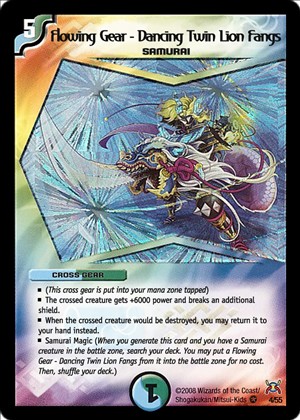 5
Flowing Gear - Dancing Twin Lion Fangs
SAMURAI
CROSS GEAR
■ (This cross gear is put into your mana zone tapped)
■ The crossed creature gets +6000 power and breaks an additional
shield.
■ When the crossed creature would be destroyed, you may return it to
your hand instead.
■ Samurai Magic (When you generate this card and you have a Samurai
creature in the battle zone, search your deck. You may put a Flowing
Gear - Dancing Twin Lion Fangs from it into the battle zone for no cost.
Then, shuffle your deck.)
1
©2008 Wizards of the Coast/
Shogakukan/Mitsui-Kids
4/55